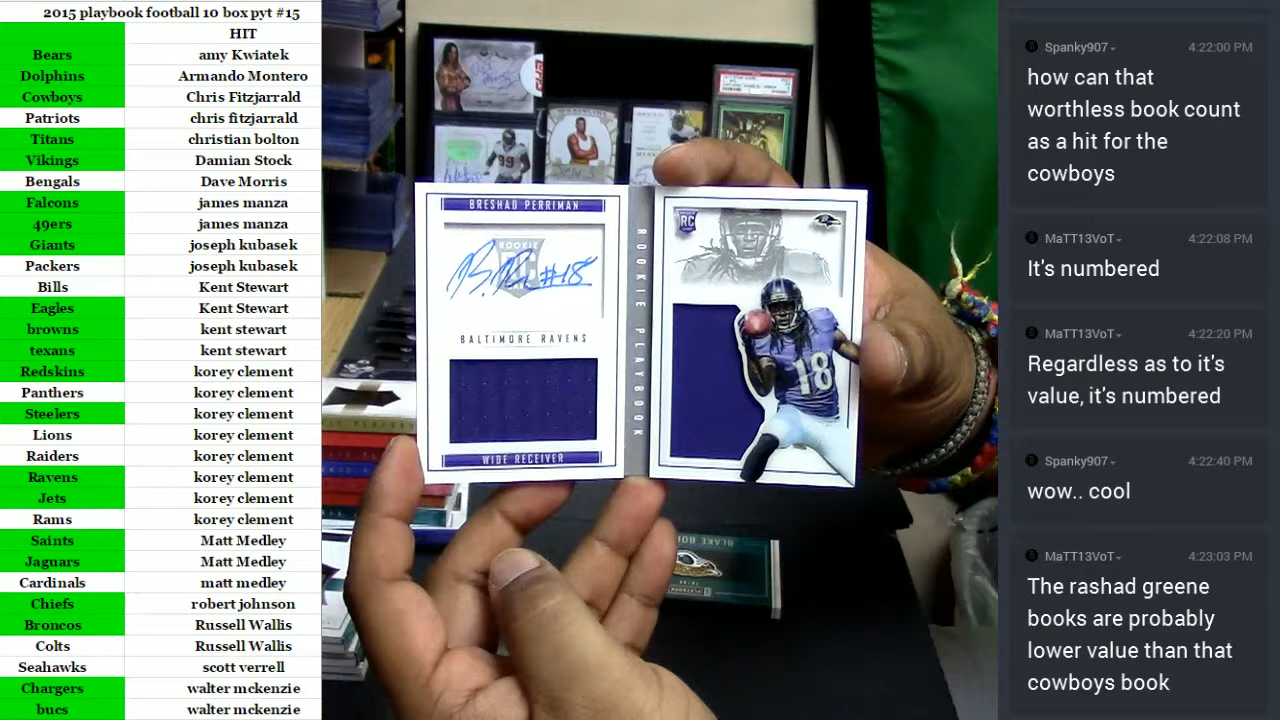 2015 playbook football 10 box pyt #15
HIT
Bears amy Kwiatek
Dolphins Armando Montero
Cowboys Chris Fitzjarrald
Patriots chris fitzjarrald
Titans christian bolton
Vikings Damian Stock
Bengals Dave Morris
Falcons james manza
49ers james manza
Giants joseph kubasek
Packers joseph kubasek
Bills Kent Stewart
Eagles Kent Stewart
browns kent stewart
texans kent stewart
Redskins korey clement
Panthers korey clement
Steelers korey clement
Lions korey clement
Raiders korey clement
Ravens korey clement
Jets korey clement
Rams korey clement
Saints Matt Medley
Jaguars Matt Medley
Cardinals matt medley
Chiefs robert johnson
Broncos Russell Wallis
Colts Russell Wallis
Seahawks scott verrell
Chargers walter mckenzie
bucs walter mckenzie
99
BRESHAD PERRIMAN
ROOKIE
RC
#18
BALTIMORE RAVENS
WIDE RECEIVER
ROOKIE PLAYBOOK
RC
18
Spanky907 4:22:00 PM
how can that
worthless book count
as a hit for the
cowboys
MaTT13VoT 4:22:08 PM
It's numbered
MaTT13VoT 4:22:20 PM
Regardless as to it's
value, it's numbered
Spanky907 4:22:40 PM
wow.. cool
MaTT13VoT 4:23:03 PM
The rashad greene
books are probably
lower value than that
cowboys book